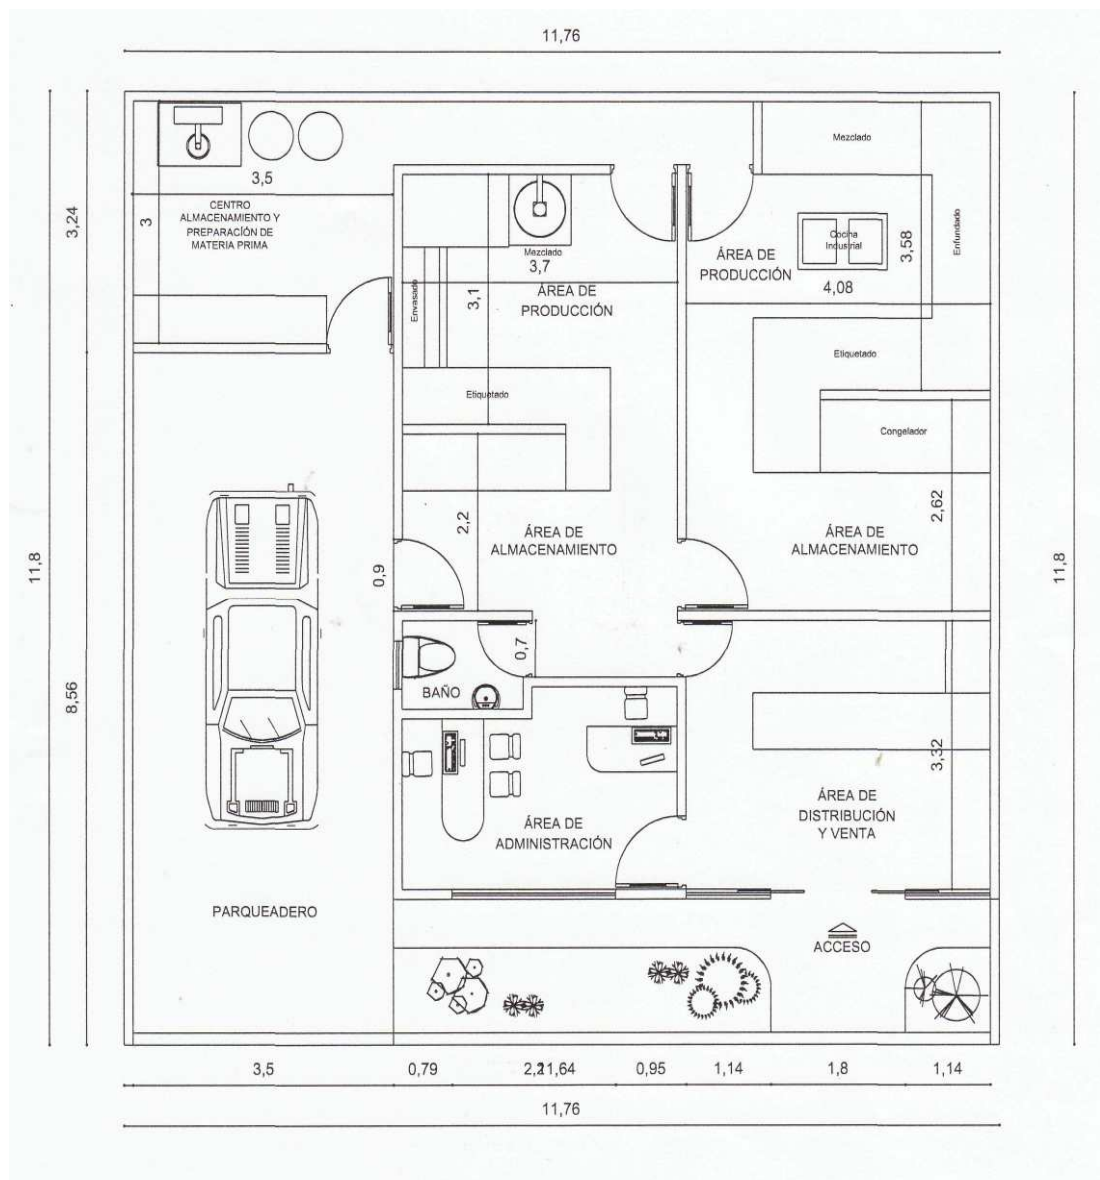 11,76
3,5
CENTRO
ALMACENAMIENTO Y
PREPARACIÓN DE
MATERIA PRIMA
3
3,24
Mezclado
3,7
ÁREA DE
PRODUCCIÓN
3,1
Envasado
Etiquetado
Mezclado
Cocina
Industrial
Enfundado
3,58
ÁREA DE
PRODUCCIÓN
4,08
Etiquetado
Congelador
2,62
2,2
ÁREA DE
ALMACENAMIENTO
ÁREA DE
ALMACENAMIENTO
11,8
0,9
11,8
0,7
BAÑO
8,56
3,32
ÁREA DE
DISTRIBUCIÓN
Y VENTA
ÁREA DE
ADMINISTRACIÓN
PARQUEADERO
ACCESO
3,5
0,79
1,64
0,95
1,14
1,8
1,14
11,76